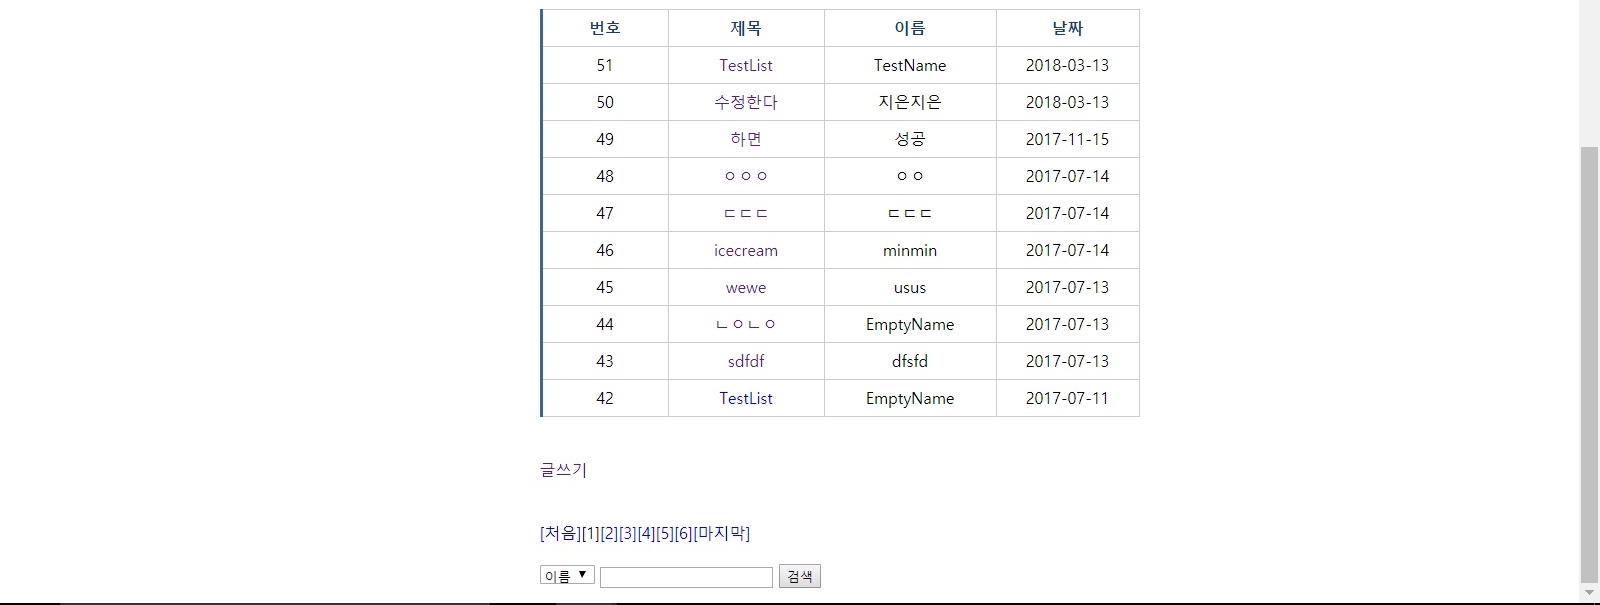 번호 제목 이름 날짜
51 TestList TestName 2018-03-13
50 수정한다 지은지은 2018-03-13
49 하면 성공 2017-11-15
48 ㅇㅇㅇ ㅇㅇ 2017-07-14
47 ㄷㄷㄷ ㄷㄷㄷ 2017-07-14
46 icecream minmin 2017-07-14
45 wewe usus 2017-07-13
44 ㄴㅇㄴㅇ EmptyName 2017-07-13
43 sdfdf dfsfd 2017-07-13
42 TestList EmptyName 2017-07-11
글쓰기
[처음][1][2][3][4][5][6][마지막]
이름 ▼ 검색